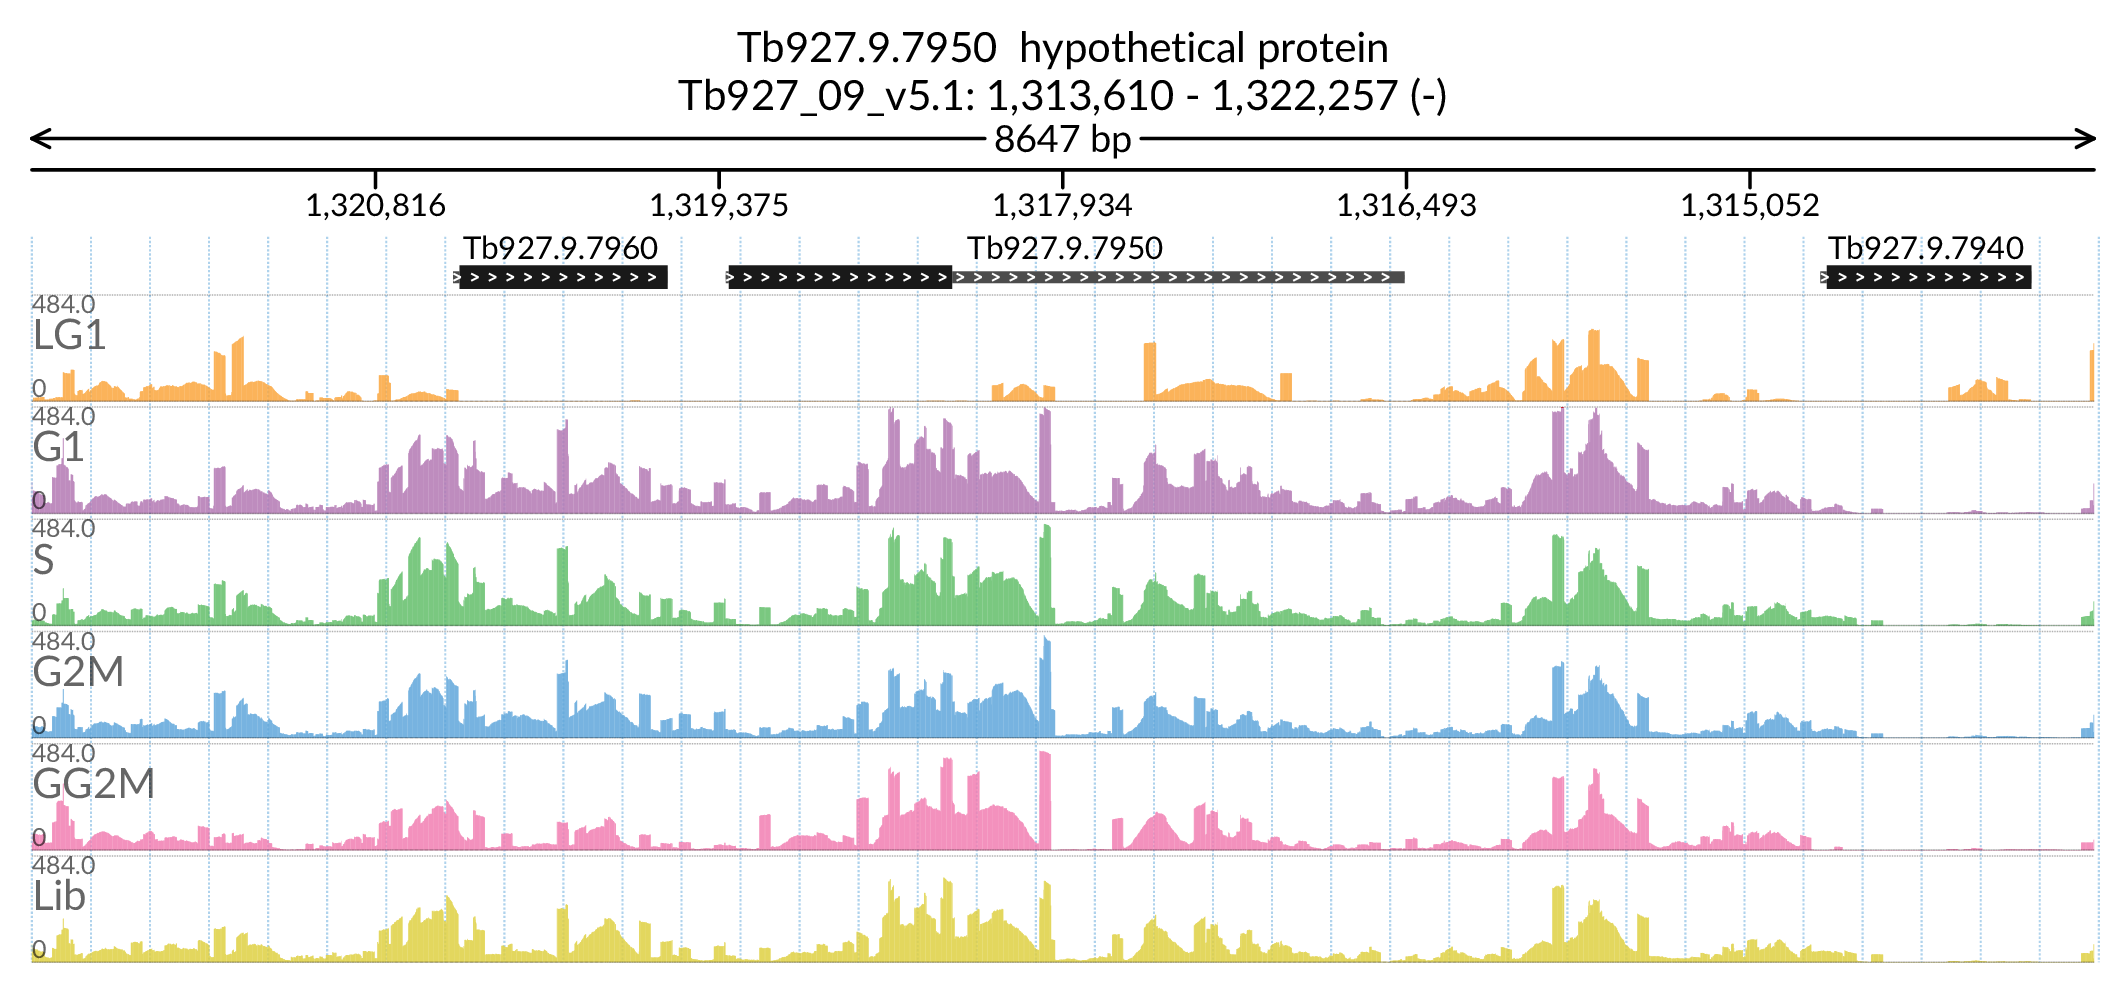 Tb927.9.7950  hypothetical protein
Tb927_09_v5.1: 1,313,610 - 1,322,257 (-)
8647 bp
1,320,816 1,319,375 1,317,934 1,316,493 1,315,052
Tb927.9.7960 Tb927.9.7950 Tb927.9.7940
484.0
LG1
0
484.0
G1
0
484.0
S
0
484.0
G2M
0
484.0
GG2M
0
484.0
Lib
0